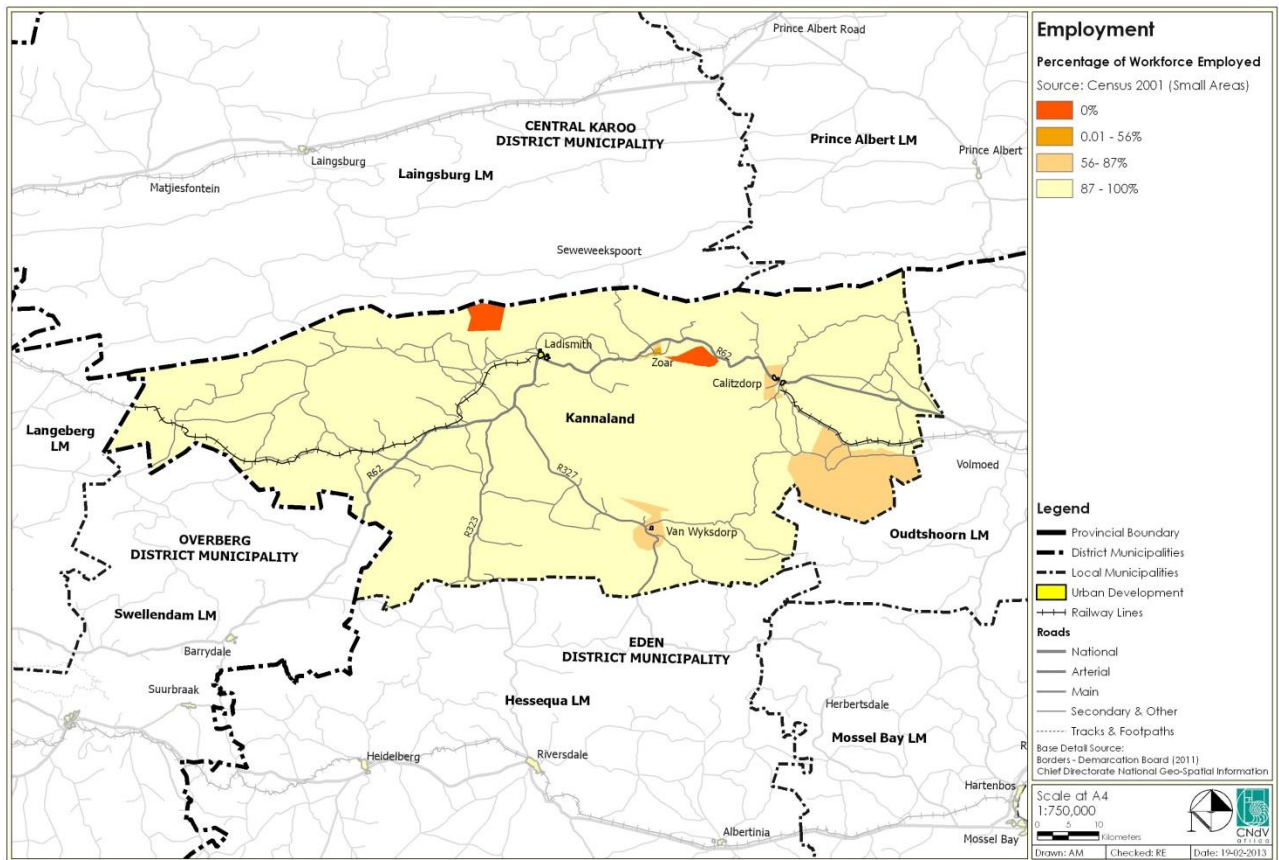 Prince Albert Road
CENTRAL KAROO
DISTRICT MUNICIPALITY
Prince Albert LM
Laingsburg
Prince Albert
Laingsburg LM
Matjiesfontein
Seweweekspoort
Ladismith
Zoar
R62
Calitzdorp
Kannaland
Langeberg
LM
Volmoed
R62
R327
R323
Van Wyksdorp
Oudtshoorn LM
OVERBERG
DISTRICT MUNICIPALITY
Swellendam LM
Barrydale
EDEN
DISTRICT MUNICIPALITY
Suurbraak
Hessequa LM
Herbertsdale
Mossel Bay LM
Heidelberg
Riversdale
R
Hartenbos
Albertinia
Mossel Bay
Employment
Percentage of Workforce Employed
Source: Census 2001 (Small Areas)
0%
0.01 - 56%
56- 87%
87 - 100%
Legend
Provincial Boundary
District Municipalities
Local Municipalities
Urban Development
Railway Lines
Roads
National
Arterial
Main
Secondary & Other
Tracks & Footpaths
Base Detail Source:
Borders - Demarcation Board (2011)
Chief Directorate National Geo-Spatial Information
Scale at A4
1:750,000
0 5 10
Kilometers
N
CNdV
africa
Drawn: AM Checked: RE Date: 19-02-2013